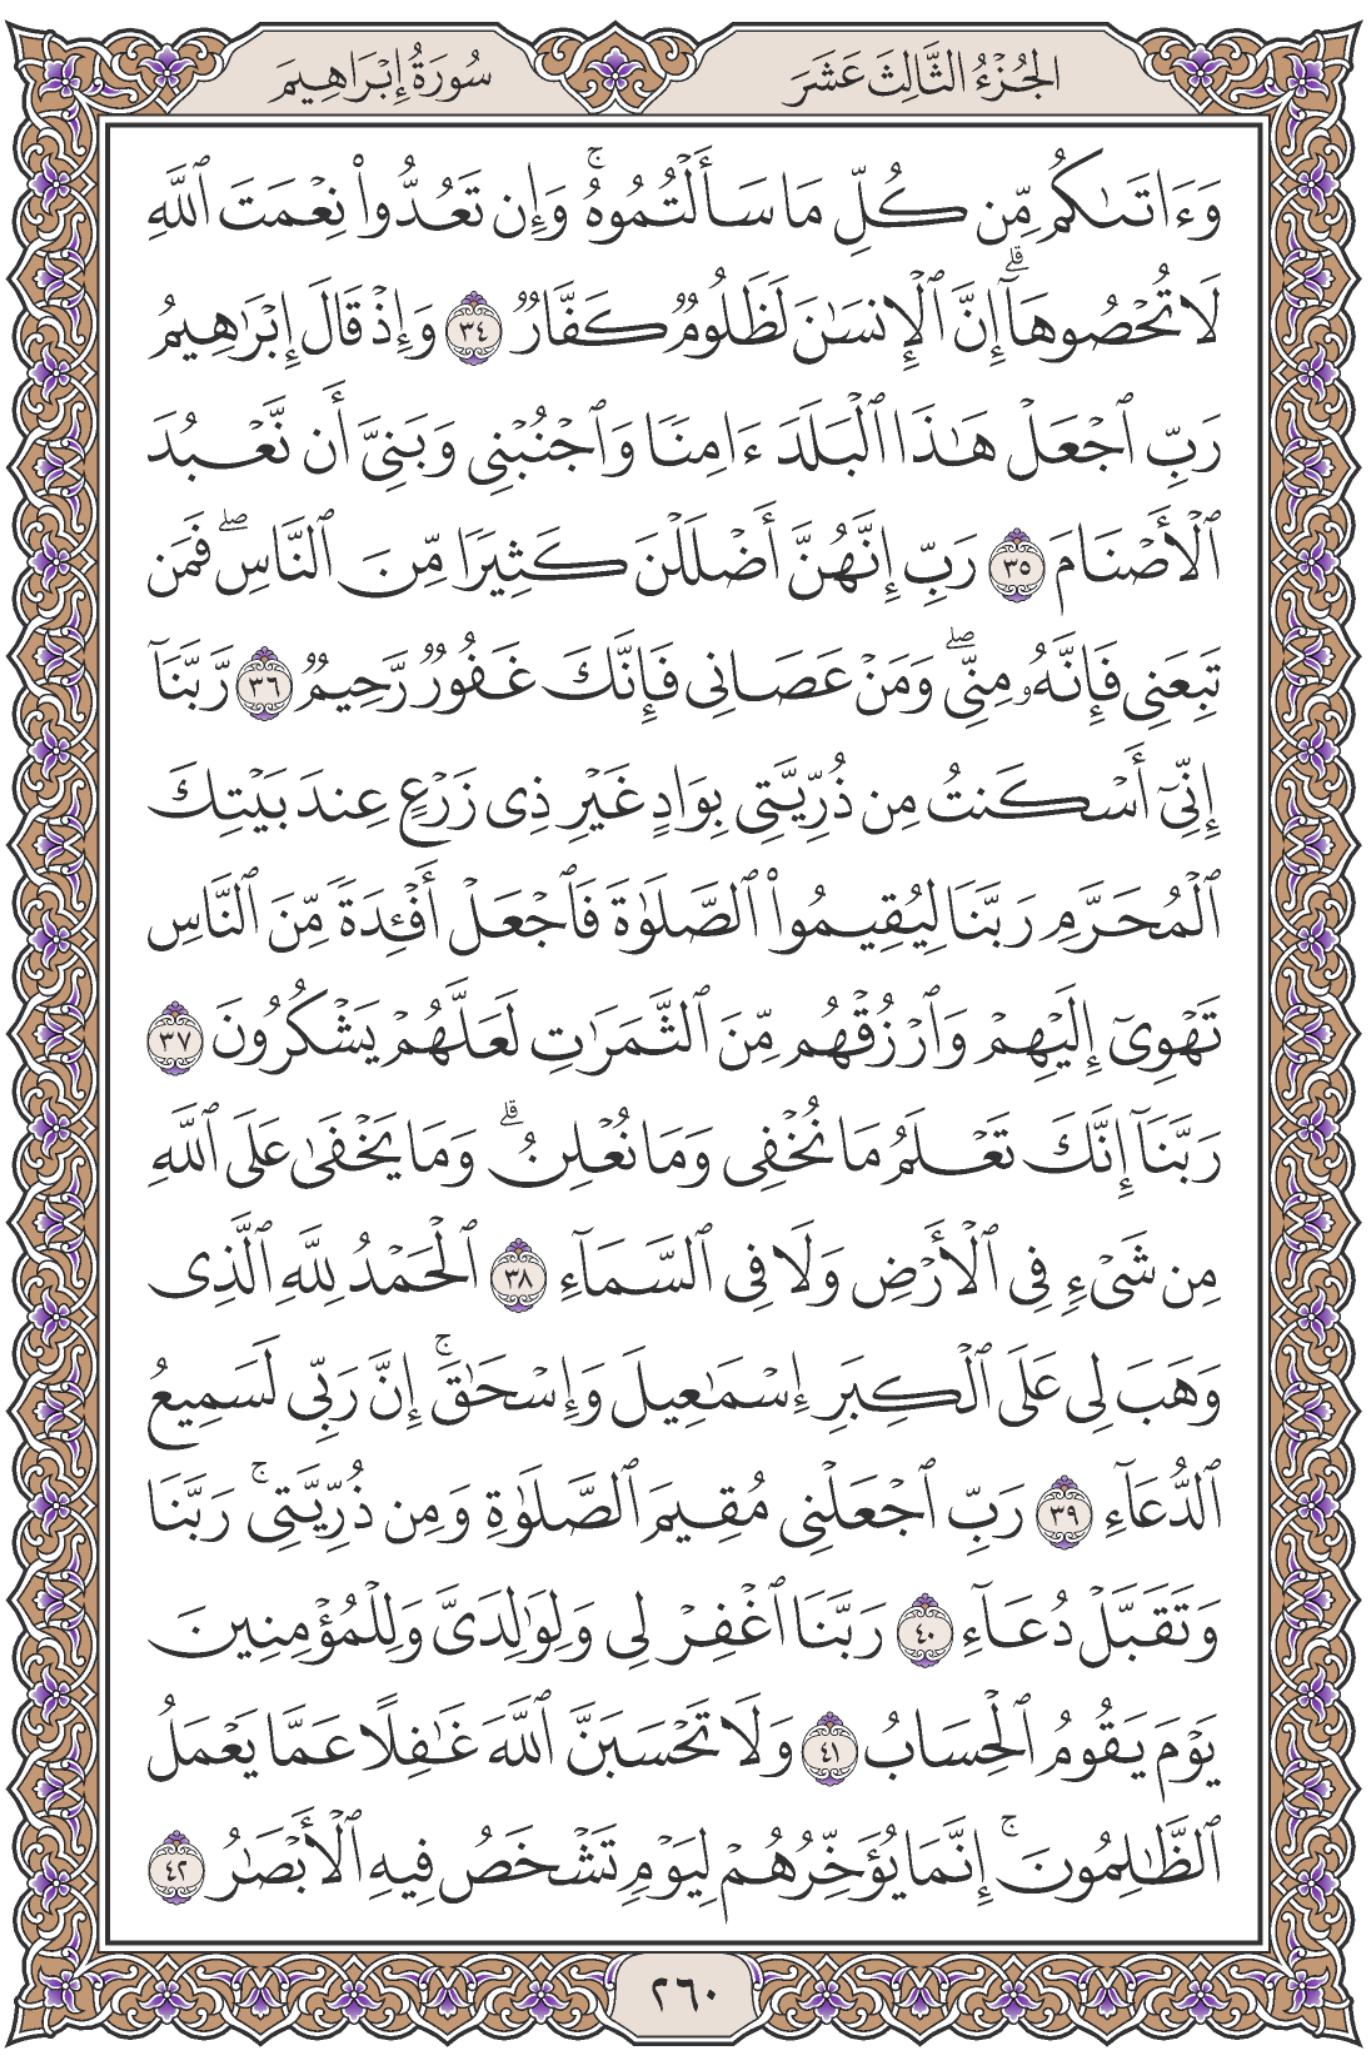 الجُزْءُ الثَّالِثَ عَشَرَ
سُورَةُ إِبْرَاهِيمَ
وَءَاتَىٰكُم مِّن كُلِّ مَا سَأَلْتُمُوهُۚ وَإِن تَعُدُّوا۟ نِعْمَتَ ٱللَّهِ
لَا تُحْصُوهَآۗ إِنَّ ٱلْإِنسَٰنَ لَظَلُومٌ كَفَّارٌ ٣٤ وَإِذْ قَالَ إِبْرَٰهِيمُ
رَبِّ ٱجْعَلْ هَٰذَا ٱلْبَلَدَ ءَامِنًا وَٱجْنُبْنِى وَبَنِىَّ أَن نَّعْبُدَ
ٱلْأَصْنَامَ ٣٥ رَبِّ إِنَّهُنَّ أَضْلَلْنَ كَثِيرًا مِّنَ ٱلنَّاسِۖ فَمَن
تَبِعَنِى فَإِنَّهُۥ مِنِّىۖ وَمَنْ عَصَانِى فَإِنَّكَ غَفُورٌ رَّحِيمٌ ٣٦ رَّبَّنَآ
إِنِّىٓ أَسْكَنتُ مِن ذُرِّيَّتِى بِوَادٍ غَيْرِ ذِى زَرْعٍ عِندَ بَيْتِكَ
ٱلْمُحَرَّمِ رَبَّنَا لِيُقِيمُوا۟ ٱلصَّلَوٰةَ فَٱجْعَلْ أَفْـِٔدَةً مِّنَ ٱلنَّاسِ
تَهْوِىٓ إِلَيْهِمْ وَٱرْزُقْهُم مِّنَ ٱلثَّمَرَٰتِ لَعَلَّهُمْ يَشْكُرُونَ ٣٧
رَبَّنَآ إِنَّكَ تَعْلَمُ مَا نُخْفِى وَمَا نُعْلِنُۗ وَمَا يَخْفَىٰ عَلَى ٱللَّهِ
مِن شَىْءٍ فِى ٱلْأَرْضِ وَلَا فِى ٱلسَّمَآءِ ٣٨ ٱلْحَمْدُ لِلَّهِ ٱلَّذِى
وَهَبَ لِى عَلَى ٱلْكِبَرِ إِسْمَٰعِيلَ وَإِسْحَٰقَۚ إِنَّ رَبِّى لَسَمِيعُ
ٱلدُّعَآءِ ٣٩ رَبِّ ٱجْعَلْنِى مُقِيمَ ٱلصَّلَوٰةِ وَمِن ذُرِّيَّتِىۚ رَبَّنَا
وَتَقَبَّلْ دُعَآءِ ٤٠ رَبَّنَا ٱغْفِرْ لِى وَلِوَٰلِدَىَّ وَلِلْمُؤْمِنِينَ
يَوْمَ يَقُومُ ٱلْحِسَابُ ٤١ وَلَا تَحْسَبَنَّ ٱللَّهَ غَٰفِلًا عَمَّا يَعْمَلُ
ٱلظَّٰلِمُونَۚ إِنَّمَا يُؤَخِّرُهُمْ لِيَوْمٍ تَشْخَصُ فِيهِ ٱلْأَبْصَٰرُ ٤٢
٢٦٠